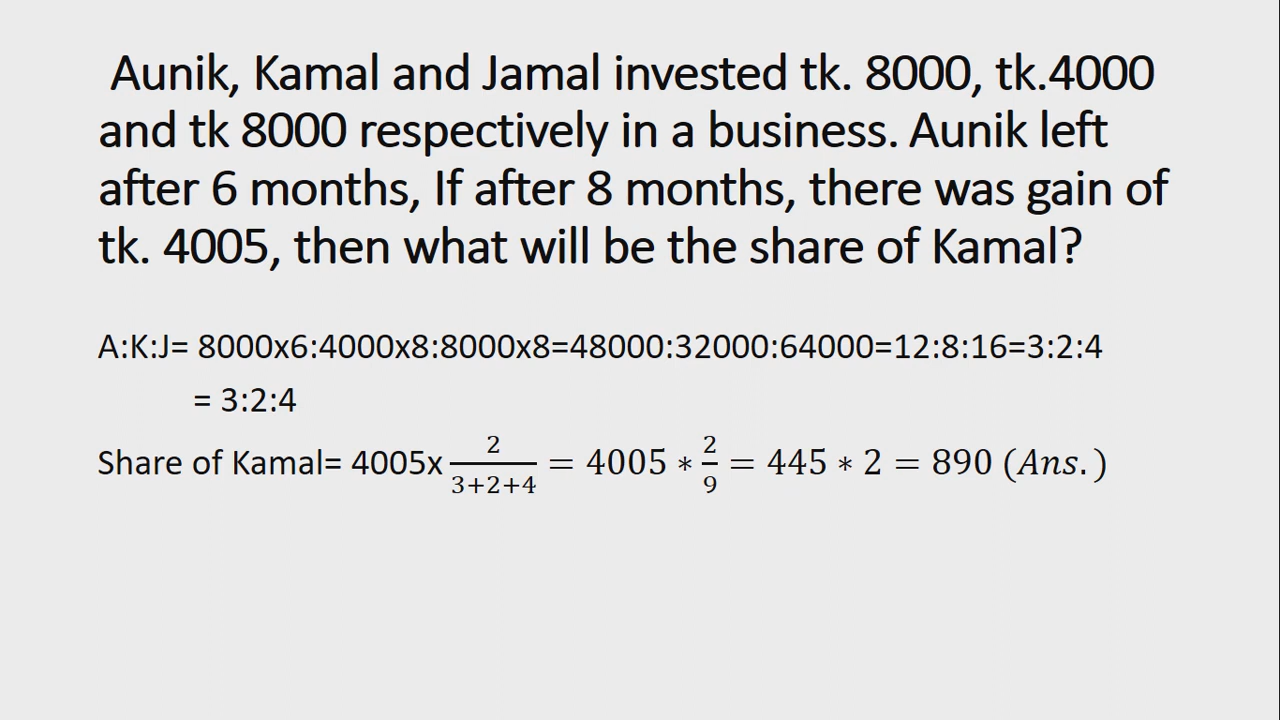 Aunik, Kamal and Jamal invested tk. 8000, tk.4000
and tk 8000 respectively in a business. Aunik left
after 6 months, If after 8 months, there was gain of
tk. 4005, then what will be the share of Kamal?
A:K:J= 8000x6:4000x8:8000x8=48000:32000:64000=12:8:16=3:2:4
= 3:2:4
Share of Kamal= 4005x 2/(3+2+4) = 4005 * 2/9 = 445 * 2 = 890 (Ans.)